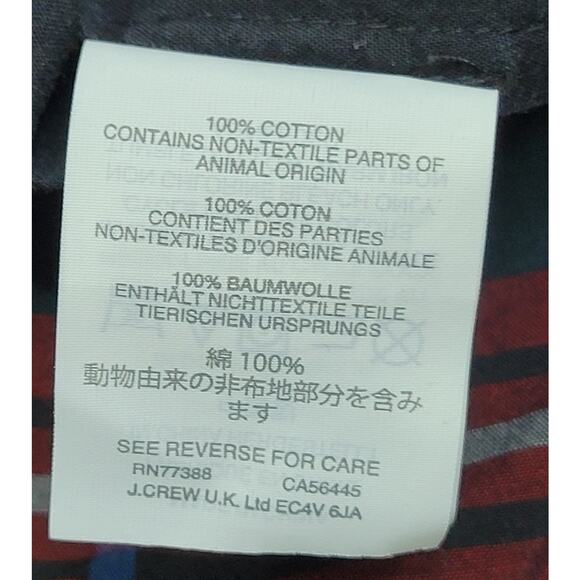 100% COTTON
CONTAINS NON-TEXTILE PARTS OF
ANIMAL ORIGIN
100% COTON
CONTIENT DES PARTIES
NON-TEXTILES D'ORIGINE ANIMALE
100% BAUMWOLLE
ENTHÄLT NICHTTEXTILE TEILE
TIERISCHEN URSPRUNGS
綿 100%
動物由来の非布地部分を含み
ます
SEE REVERSE FOR CARE
RN77388 CA56445
J.CREW U.K. Ltd EC4V 6JA